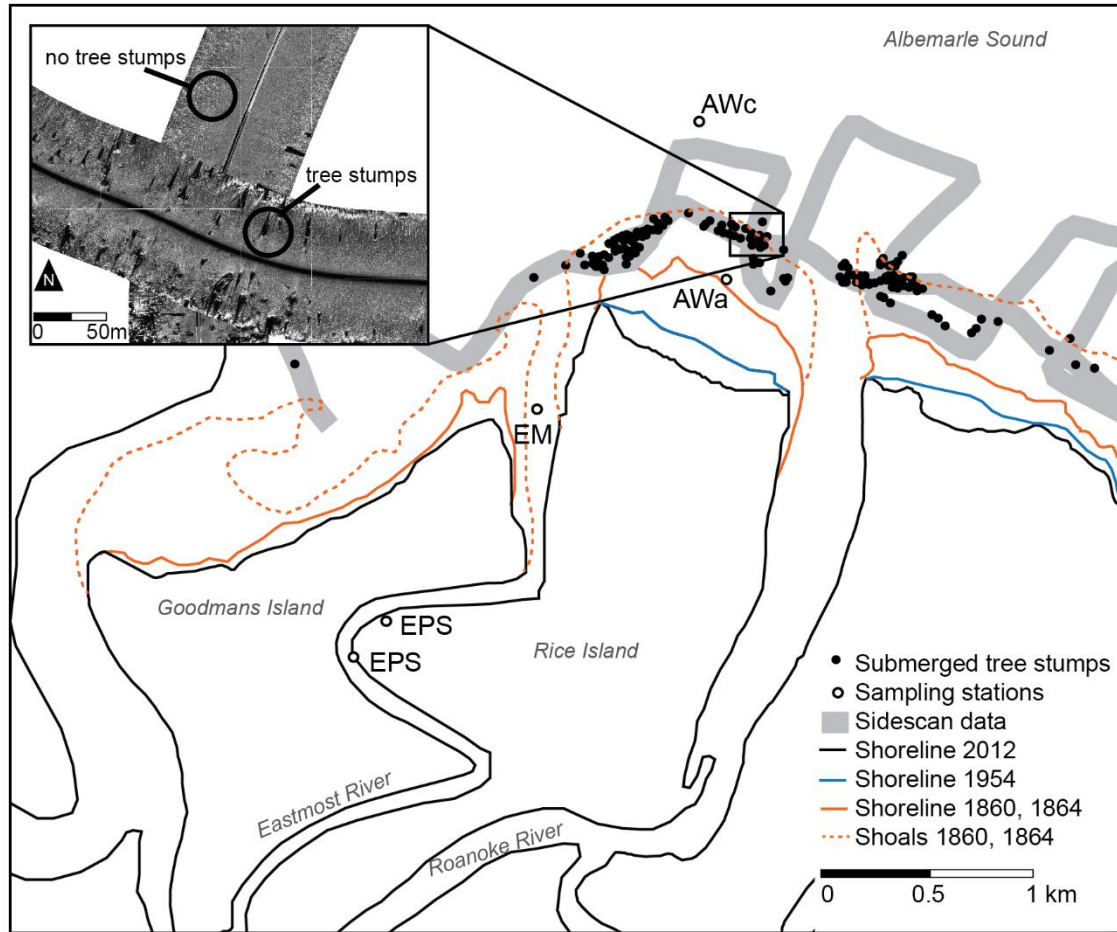 Albemarle Sound
no tree stumps
AWc
tree stumps
N
0 50m
AWa
EM
Goodmans Island
EPS
Rice Island
EPS
Eastmost River
Roanoke River
Submerged tree stumps
Sampling stations
Sidescan data
Shoreline 2012
Shoreline 1954
Shoreline 1860, 1864
Shoals 1860, 1864
0 0.5 1 km